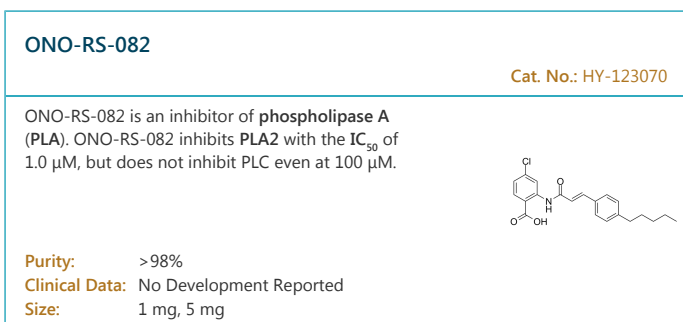 ONO-RS-082
Cat. No.: HY-123070
ONO-RS-082 is an inhibitor of phospholipase A
(PLA). ONO-RS-082 inhibits PLA2 with the IC50 of
1.0 μM, but does not inhibit PLC even at 100 μM.
Cl
O
N
H
O
OH
Purity: >98%
Clinical Data: No Development Reported
Size: 1 mg, 5 mg